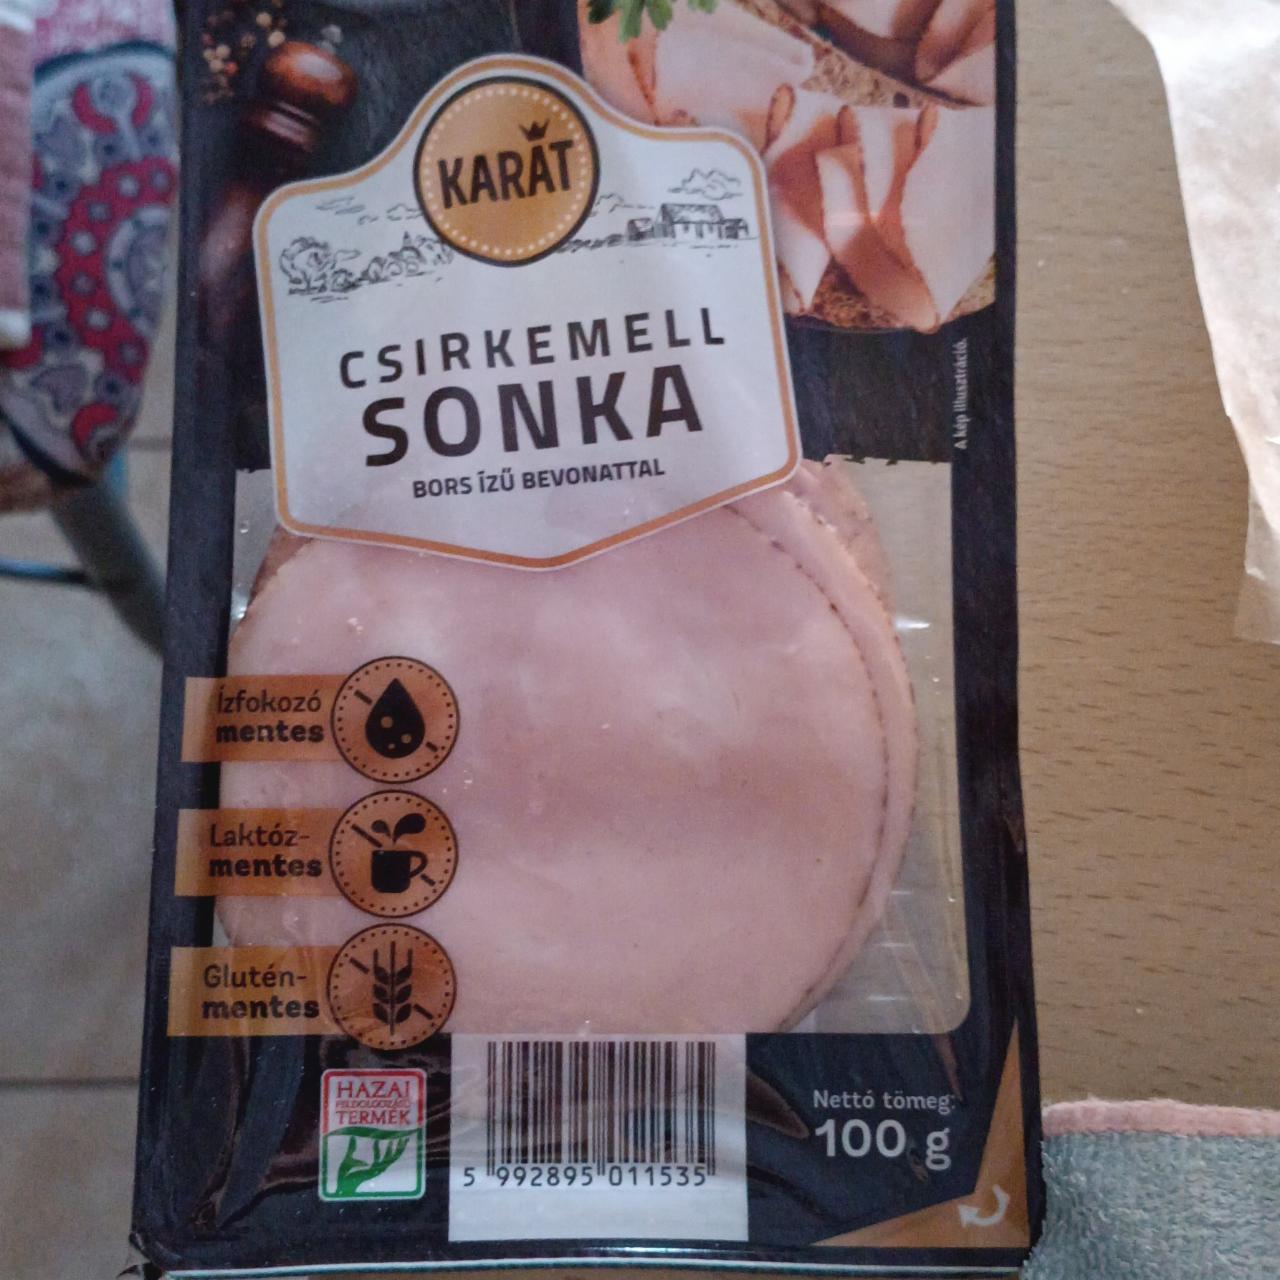 KARÁT
CSIRKEMELL
SONKA
BORS ÍZŰ BEVONATTAL
A kép illusztráció.
Ízfokozó
mentes
Laktóz-
mentes
Glutén-
mentes
HAZAI
FELDOLGOZÁSÚ
TERMÉK
5 992895 011535
Nettó tömeg:
100 g